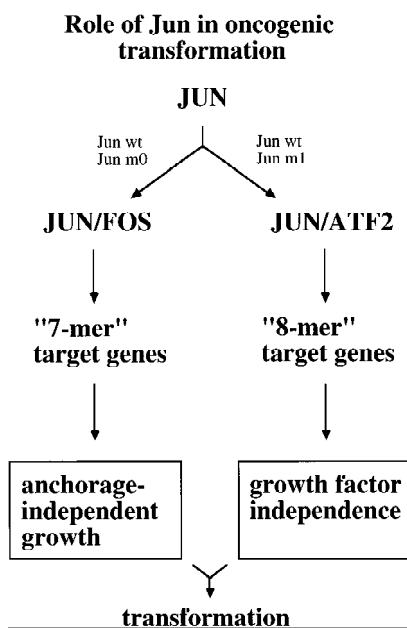 Role of Jun in oncogenic
transformation
JUN
Jun wt
Jun m0
Jun wt
Jun m1
JUN/FOS
JUN/ATF2
"7-mer"
target genes
"8-mer"
target genes
anchorage-
independent
growth
growth factor
independence
transformation